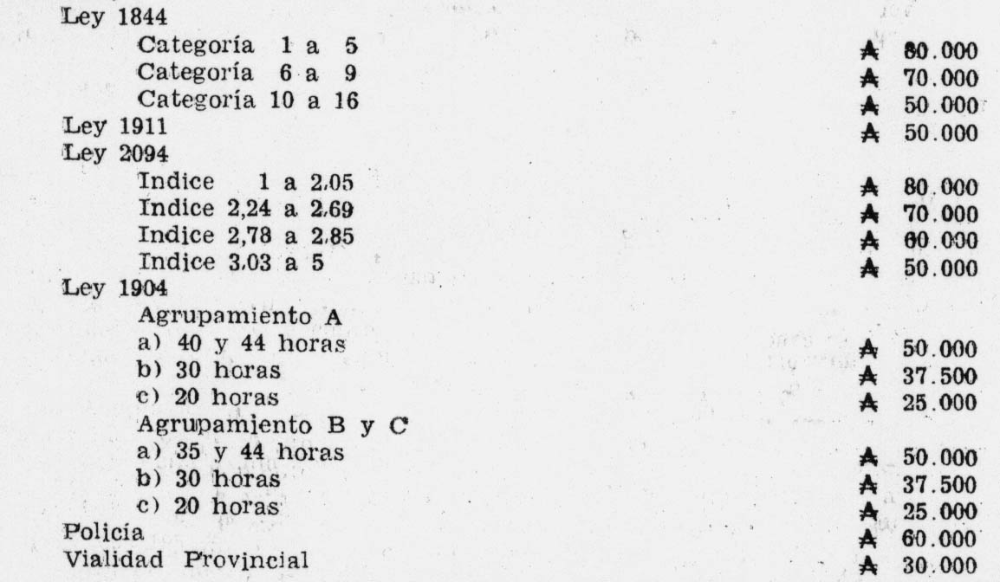 Ley 1844
Categoría 1 a 5 ₳ 80.000
Categoría 6 a 9 ₳ 70.000
Categoría 10 a 16 ₳ 50.000
Ley 1911 ₳ 50.000
Ley 2094
Indice 1 a 2.05 ₳ 80.000
Indice 2,24 a 2.69 ₳ 70.000
Indice 2,78 a 2.85 ₳ 60.000
Indice 3.03 a 5 ₳ 50.000
Ley 1904
Agrupamiento A
a) 40 y 44 horas ₳ 50.000
b) 30 horas ₳ 37.500
c) 20 horas ₳ 25.000
Agrupamiento B y C
a) 35 y 44 horas ₳ 50.000
b) 30 horas ₳ 37.500
c) 20 horas ₳ 25.000
Policía ₳ 60.000
Vialidad Provincial ₳ 30.000